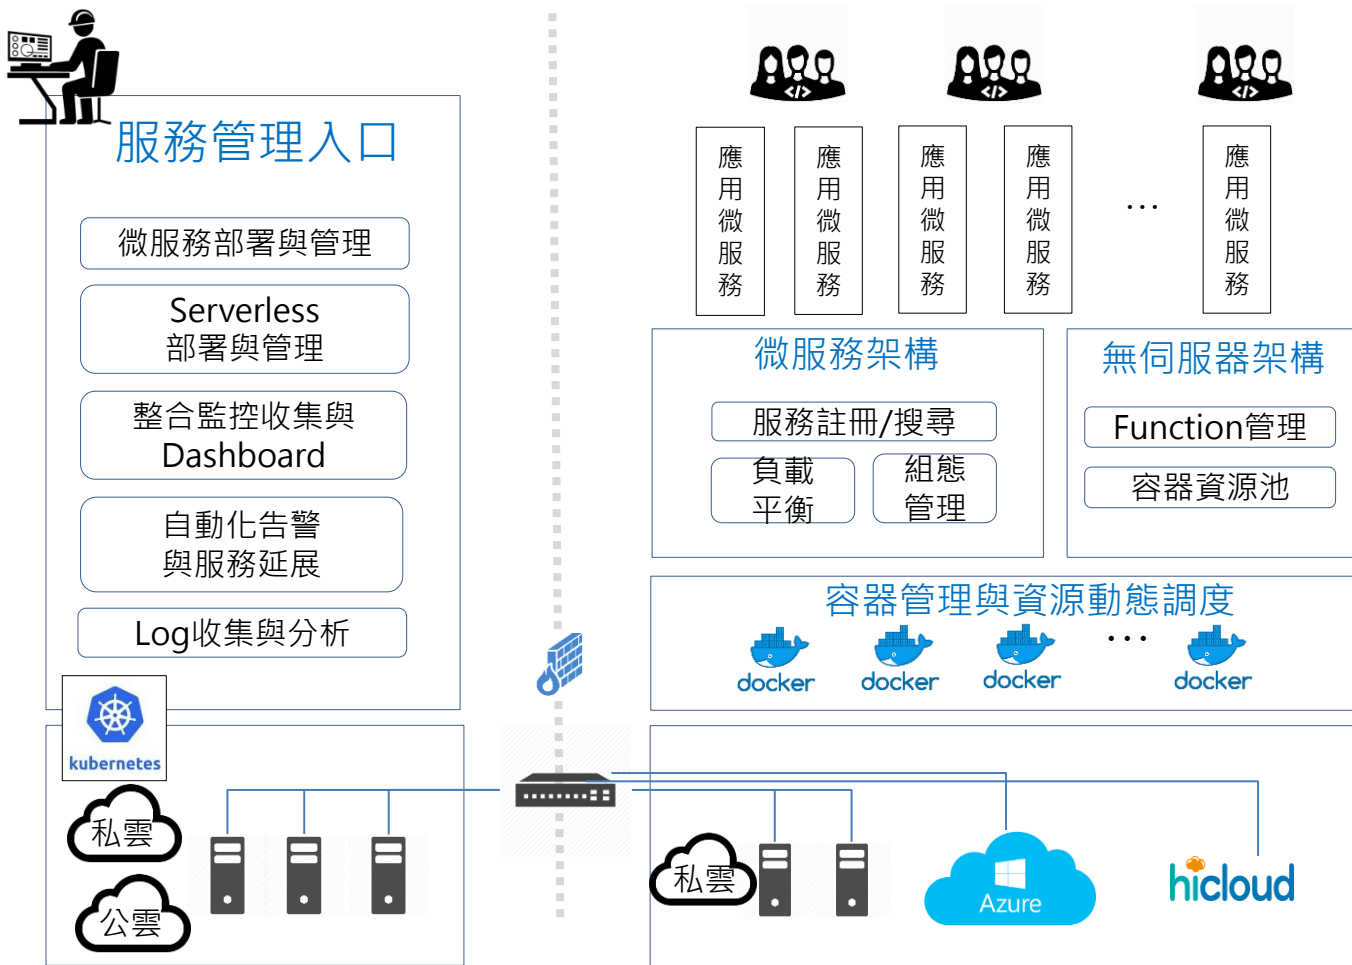 服務管理入口
微服務部署與管理
Serverless
部署與管理
整合監控收集與
Dashboard
自動化告警
與服務延展
Log收集與分析
kubernetes
私雲
公雲
</>
</>
</>
應用微服務
應用微服務
應用微服務
應用微服務
...
應用微服務
微服務架構
服務註冊/搜尋
負載
平衡
組態
管理
無伺服器架構
Function管理
容器資源池
容器管理與資源動態調度
docker
docker
docker
...
docker
私雲
Azure
hicloud